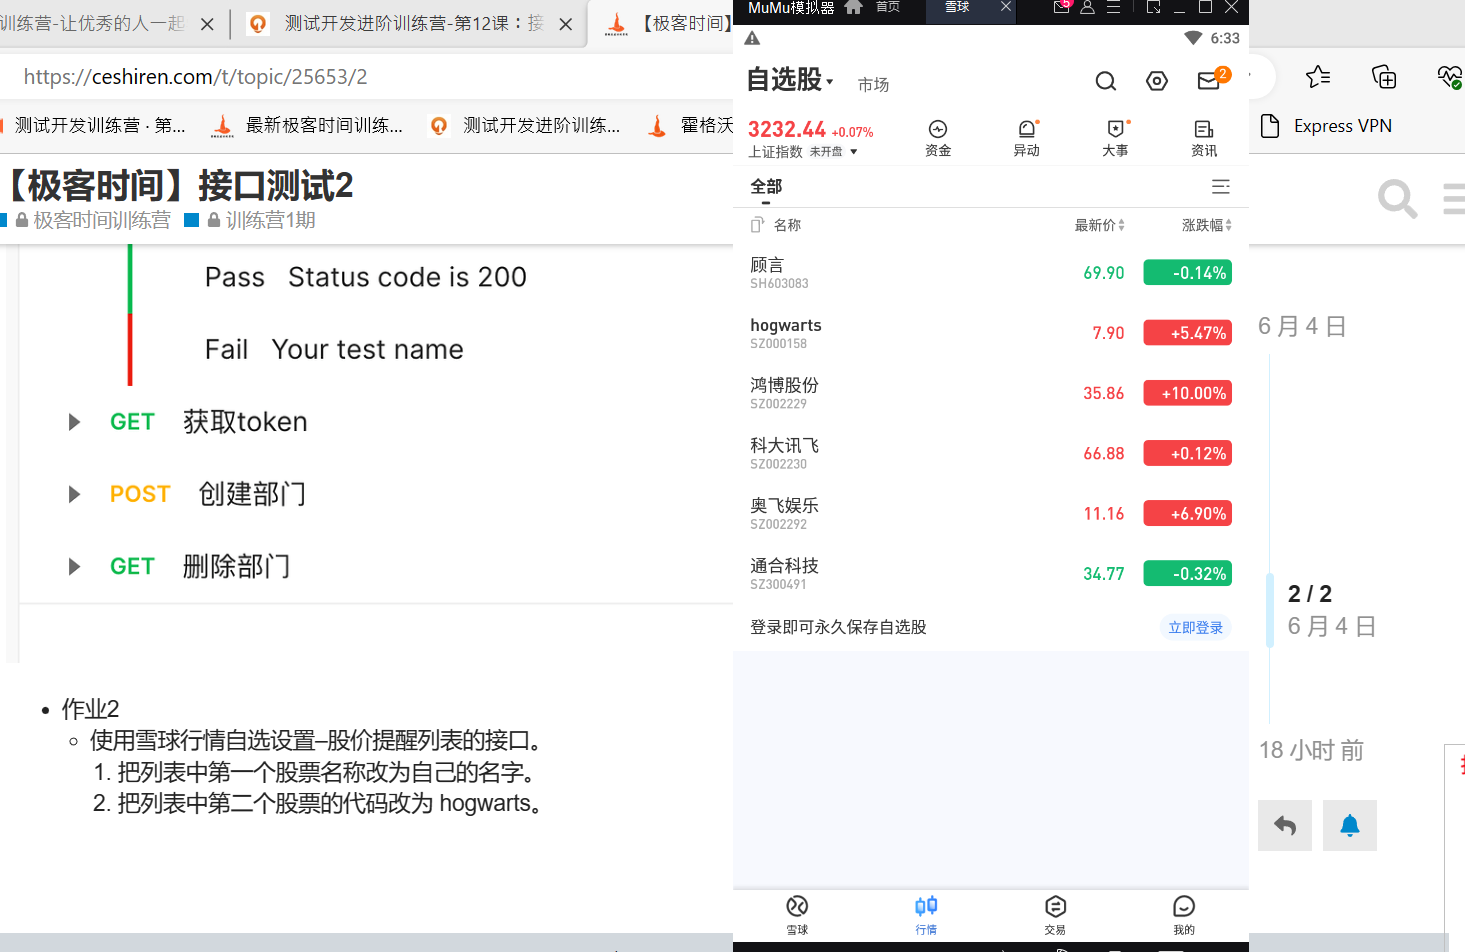 训练营-让优秀的人一起
测试开发进阶训练营-第12课：接
【极客时间】
https://ceshiren.com/t/topic/25653/2
测试开发训练营 · 第...
最新极客时间训练...
测试开发进阶训练...
霍格沃
【极客时间】接口测试2
极客时间训练营 训练营1期
Pass Status code is 200
Fail Your test name
GET 获取token
POST 创建部门
GET 删除部门
作业2
使用雪球行情自选设置–股价提醒列表的接口。
1. 把列表中第一个股票名称改为自己的名字。
2. 把列表中第二个股票的代码改为 hogwarts。
MuMu模拟器 首页 雪球 5
6:33
自选股 市场 2
3232.44 +0.07%
上证指数 未开盘
资金 异动 大事 资讯
全部
名称 最新价 涨跌幅
顾言 69.90 -0.14%
SH603083
hogwarts 7.90 +5.47%
SZ000158
鸿博股份 35.86 +10.00%
SZ002229
科大讯飞 66.88 +0.12%
SZ002230
奥飞娱乐 11.16 +6.90%
SZ002292
通合科技 34.77 -0.32%
SZ300491
登录即可永久保存自选股 立即登录
雪球 行情 交易 我的
Express VPN
6 月 4 日
2 / 2
6 月 4 日
18 小时 前